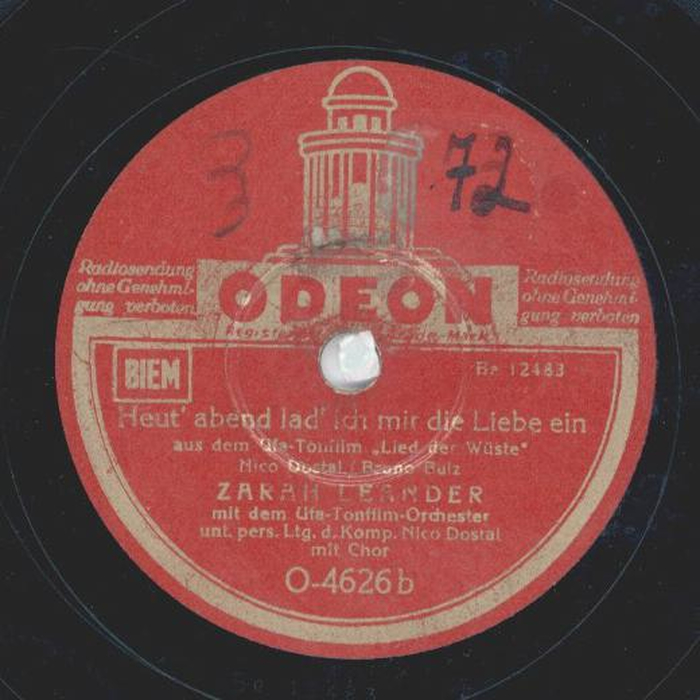 3
72
Radiosendung
ohne Genehmi-
gung verboten
ODEON
Radiosendung
ohne Genehmi-
gung verboten
BIEM
Be 12483
Heut' abend lad' ich mir die Liebe ein
aus dem Ufa-Tonfilm „Lied der Wüste“
Nico Dostal / Bruno Balz
ZARAH LEANDER
mit dem Ufa-Tonfilm-Orchester
unt. pers. Ltg. d. Komp. Nico Dostal
mit Chor
O-4626 b